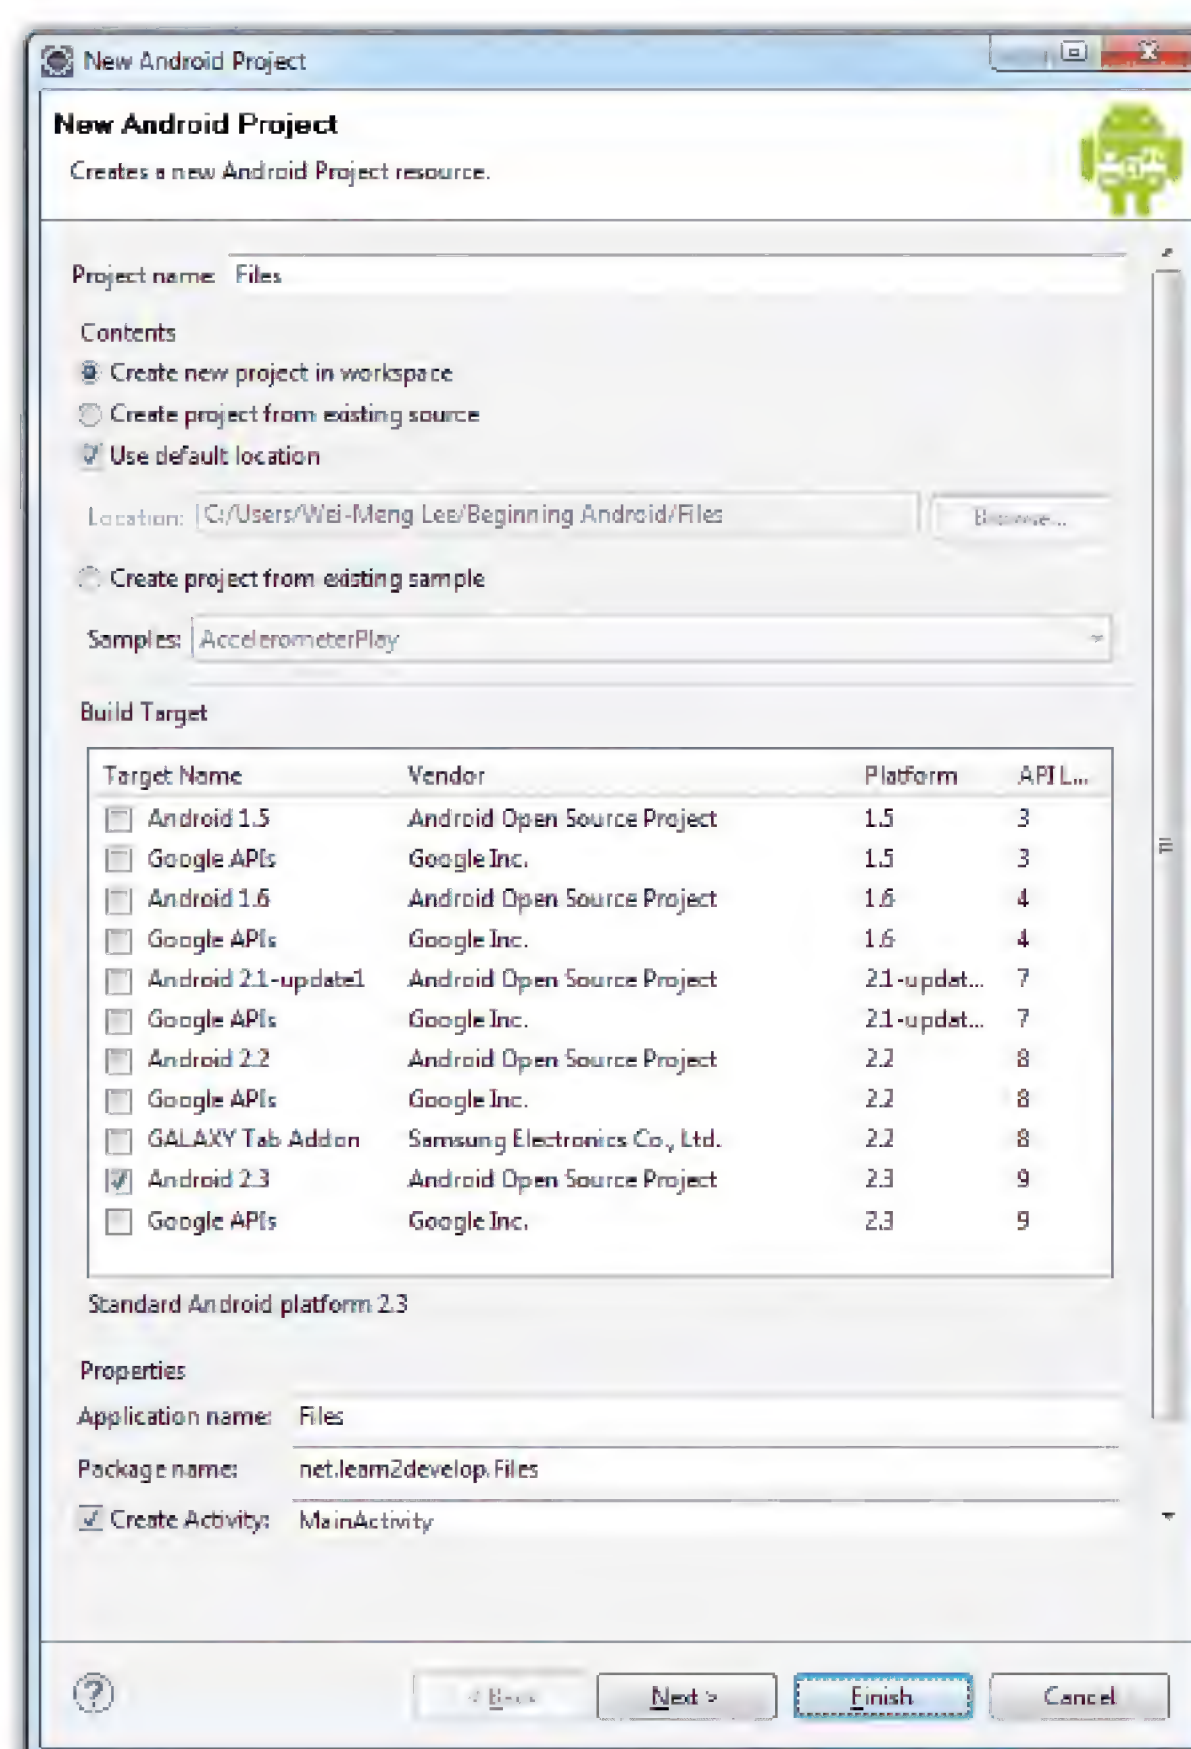 New Android Project
New Android Project
Creates a new Android Project resource.
Project name: Files
Contents
Create new project in workspace
Create project from existing source
Use default location
Location: C:/Users/Wei-Meng Lee/Beginning Android/Files Browse...
Create project from existing sample
Samples: AccelerometerPlay
Build Target
Target Name Vendor Platform API L...
Android 1.5 Android Open Source Project 1.5 3
Google APIs Google Inc. 1.5 3
Android 1.6 Android Open Source Project 1.6 4
Google APIs Google Inc. 1.6 4
Android 2.1-update1 Android Open Source Project 2.1-updat... 7
Google APIs Google Inc. 2.1-updat... 7
Android 2.2 Android Open Source Project 2.2 8
Google APIs Google Inc. 2.2 8
GALAXY Tab Addon Samsung Electronics Co., Ltd. 2.2 8
Android 2.3 Android Open Source Project 2.3 9
Google APIs Google Inc. 2.3 9
Standard Android platform 2.3
Properties
Application name: Files
Package name: net.learn2develop.Files
Create Activity: MainActivity
? < Back Next > Finish Cancel